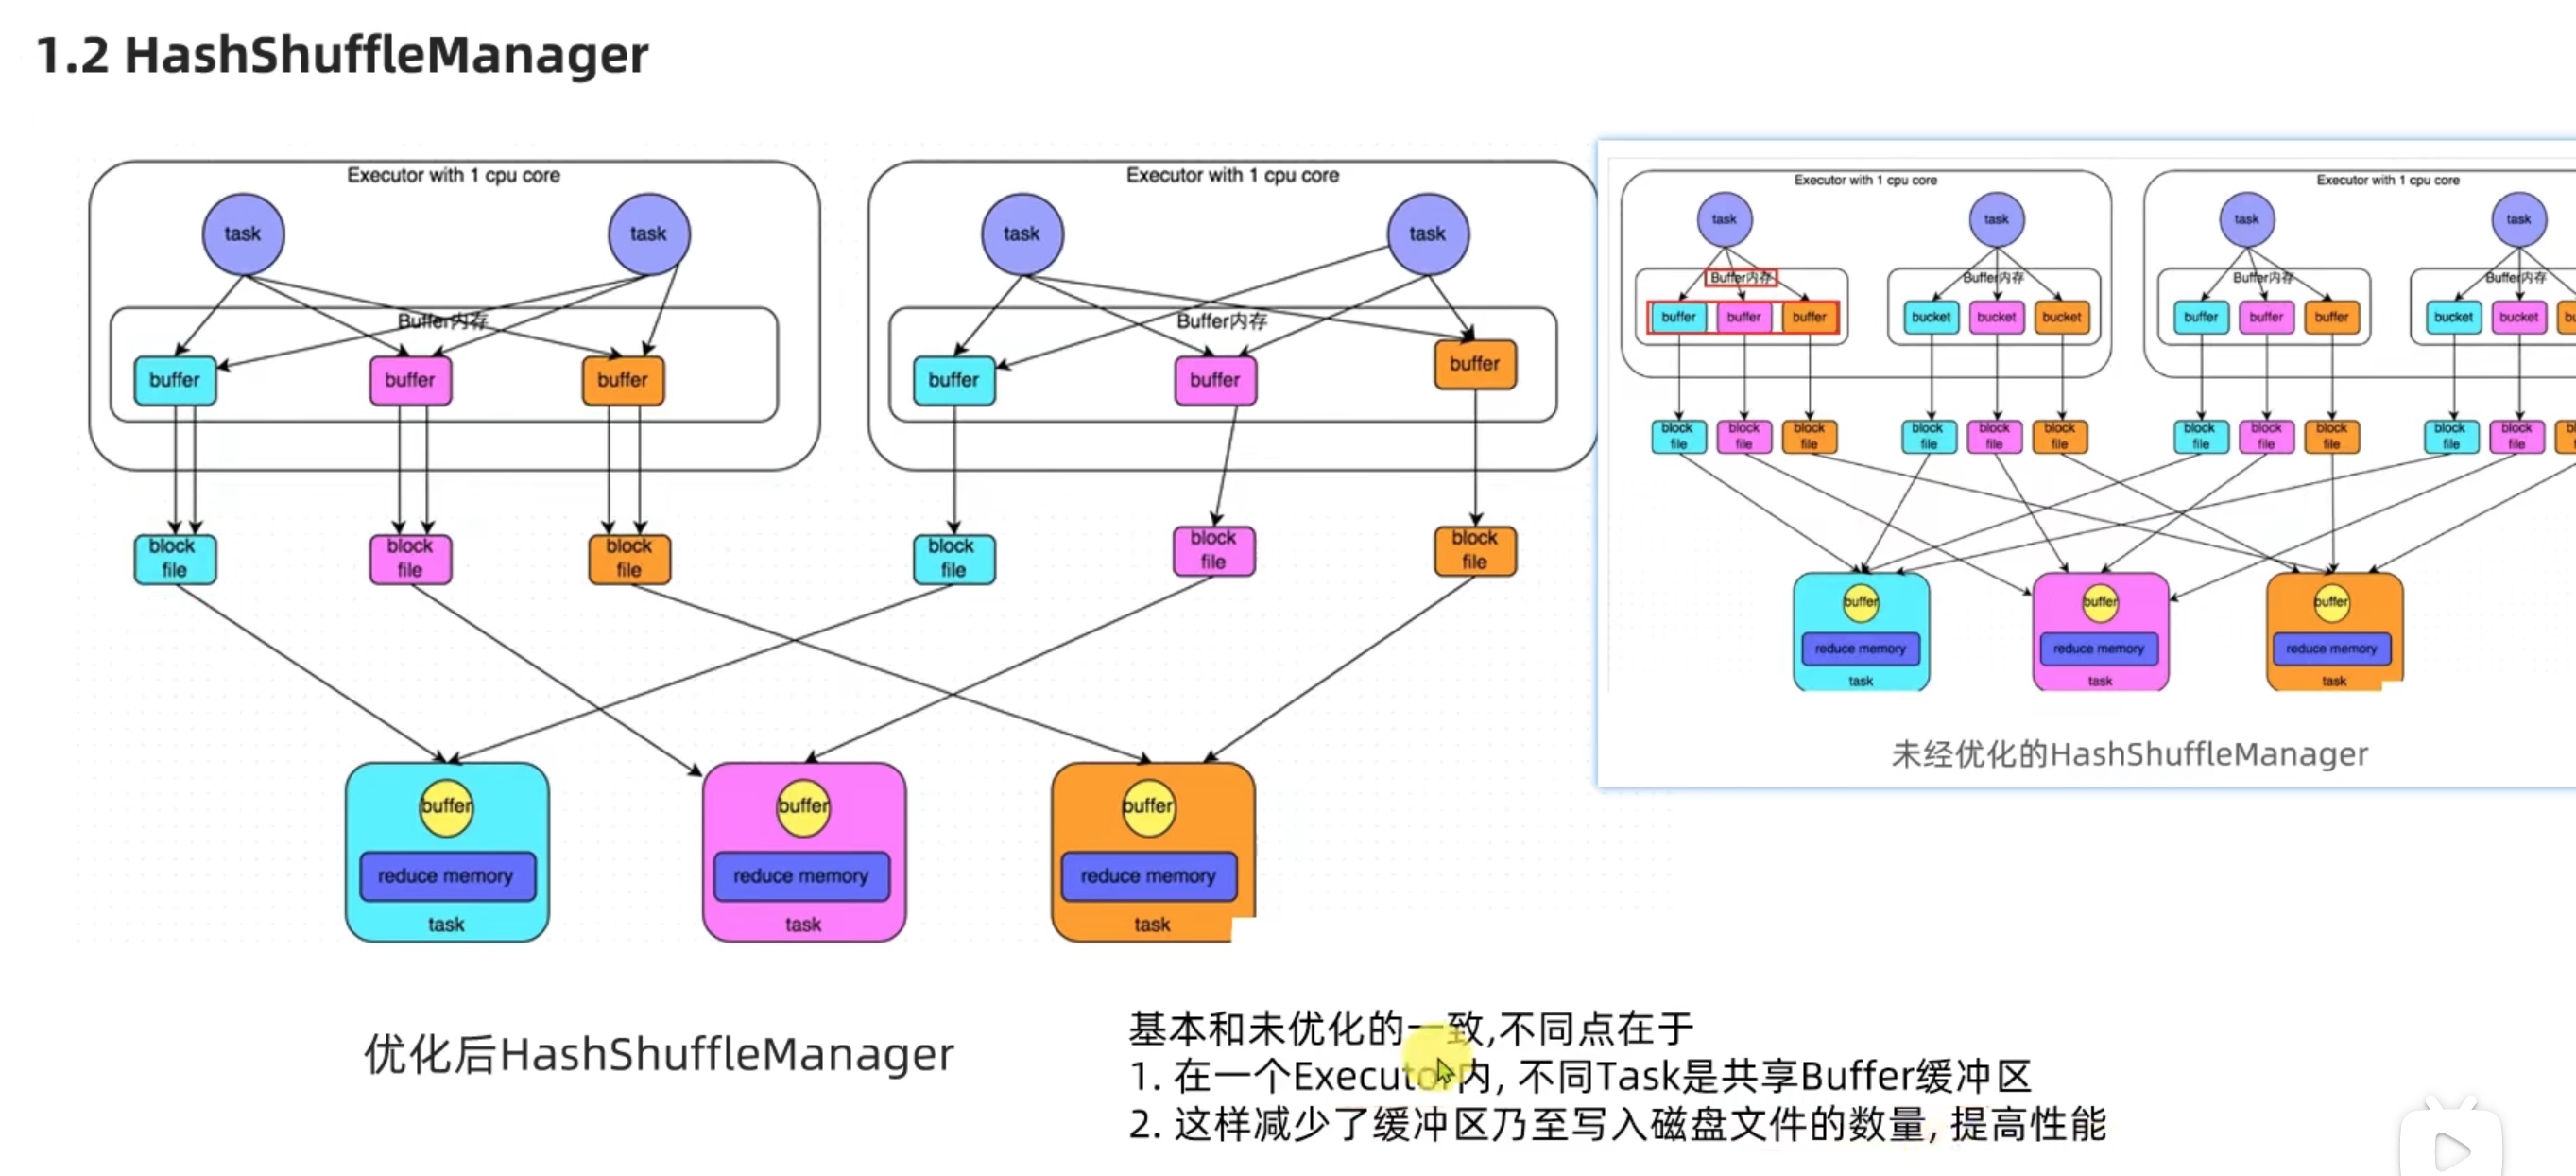 1.2 HashShuffleManager
Executor with 1 cpu core
task
task
Buffer内存
buffer
buffer
buffer
block
file
block
file
block
file
Executor with 1 cpu core
task
task
Buffer内存
buffer
buffer
buffer
block
file
block
file
block
file
buffer
reduce memory
task
buffer
reduce memory
task
buffer
reduce memory
task
优化后HashShuffleManager
Executor with 1 cpu core
task
task
Buffer内存
buffer
buffer
buffer
Buffer内存
bucket
bucket
bucket
block
file
block
file
block
file
block
file
block
file
block
file
Executor with 1 cpu core
task
task
Buffer内存
buffer
buffer
buffer
Buffer内存
bucket
bucket
block
file
block
file
block
file
block
file
block
file
buffer
reduce memory
task
buffer
reduce memory
task
buffer
reduce memory
task
未经优化的HashShuffleManager
基本和未优化的一致,不同点在于
1. 在一个Executor内, 不同Task是共享Buffer缓冲区
2. 这样减少了缓冲区乃至写入磁盘文件的数量, 提高性能